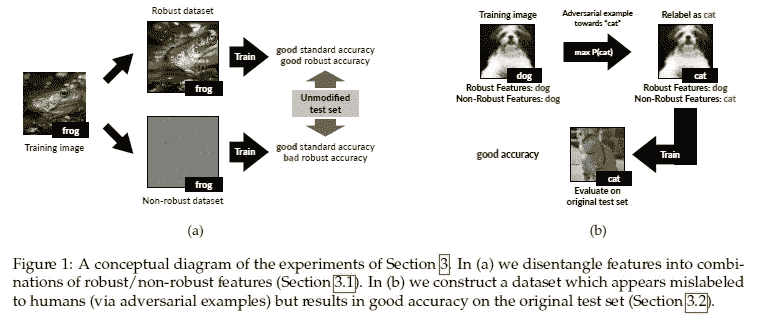 Robust dataset
Train
frog
good standard accuracy
good robust accuracy
frog
Training image
Unmodified
test set
Train
frog
good standard accuracy
bad robust accuracy
Non-robust dataset
(a)
Training image
Adversarial example
towards "cat"
Relabel as cat
max P(cat)
dog
cat
Robust Features: dog
Non-Robust Features: dog
Robust Features: dog
Non-Robust Features: cat
good accuracy
Train
cat
Evaluate on
original test set
(b)
Figure 1: A conceptual diagram of the experiments of Section 3. In (a) we disentangle features into combi-
nations of robust/non-robust features (Section 3.1). In (b) we construct a dataset which appears mislabeled
to humans (via adversarial examples) but results in good accuracy on the original test set (Section 3.2).